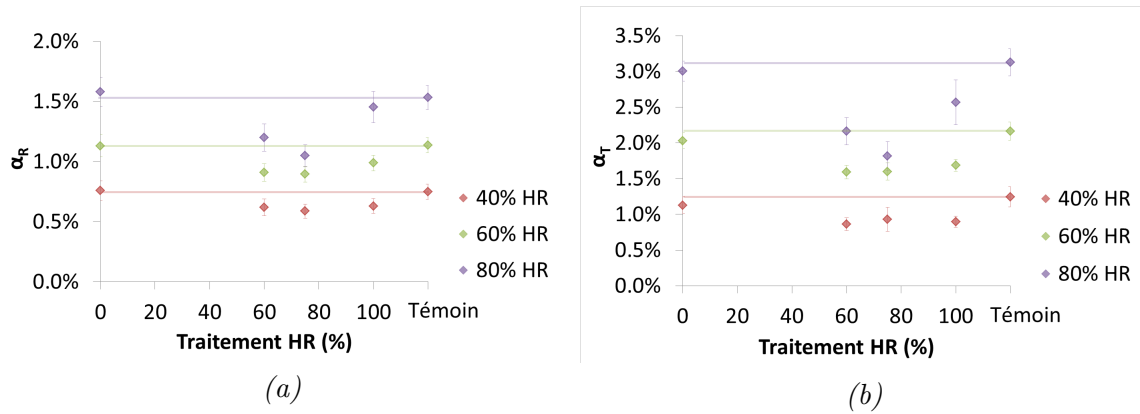 2.0%
1.5%
1.0%
0.5%
0.0%
αR
0 20 40 60 80 100 Témoin
Traitement HR (%)
40% HR
60% HR
80% HR
(a)
3.5%
3.0%
2.5%
2.0%
1.5%
1.0%
0.5%
0.0%
αT
0 20 40 60 80 100 Témoin
Traitement HR (%)
40% HR
60% HR
80% HR
(b)